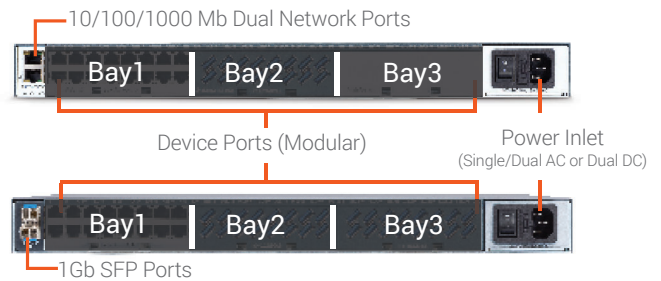 10/100/1000 Mb Dual Network Ports
Bay1 Bay2 Bay3
Device Ports (Modular)
Power Inlet
(Single/Dual AC or Dual DC)
Bay1 Bay2 Bay3
1Gb SFP Ports